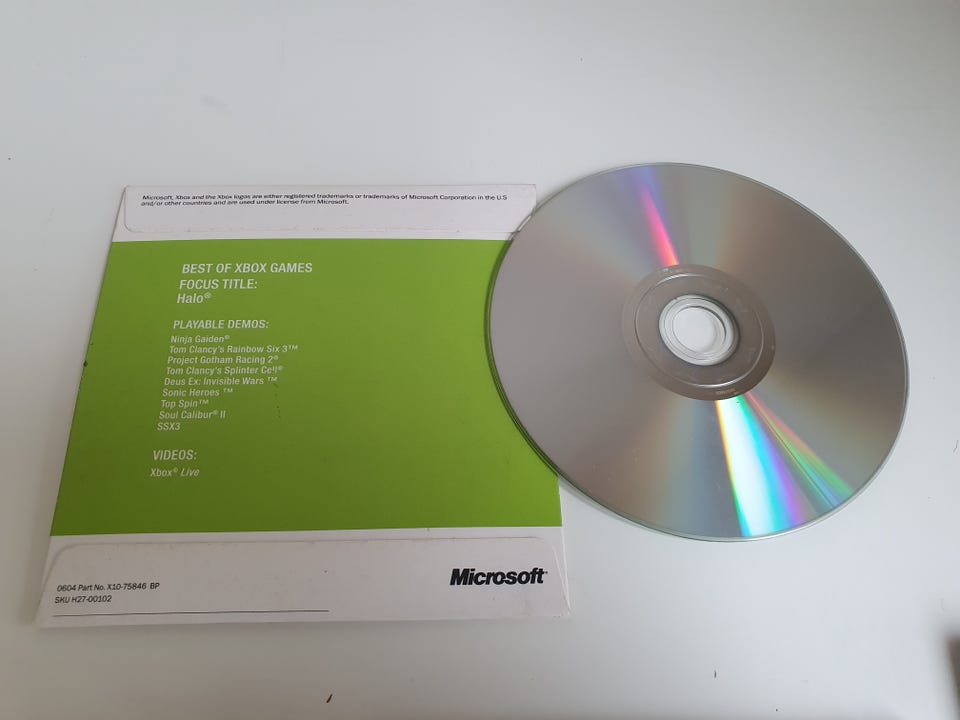 Microsoft, Xbox and the Xbox logos are either registered trademarks or trademarks of Microsoft Corporation in the U.S
and/or other countries and are used under license from Microsoft.
BEST OF XBOX GAMES
FOCUS TITLE:
Halo®
PLAYABLE DEMOS:
Ninja Gaiden®
Tom Clancy's Rainbow Six 3™
Project Gotham Racing 2®
Tom Clancy's Splinter Cell®
Deus Ex: Invisible Wars ™
Sonic Heroes ™
Top Spin™
Soul Calibur® II
SSX3
VIDEOS:
Xbox® Live
0604 Part No. X10-75846 BP
SKU H27-00102
Microsoft®